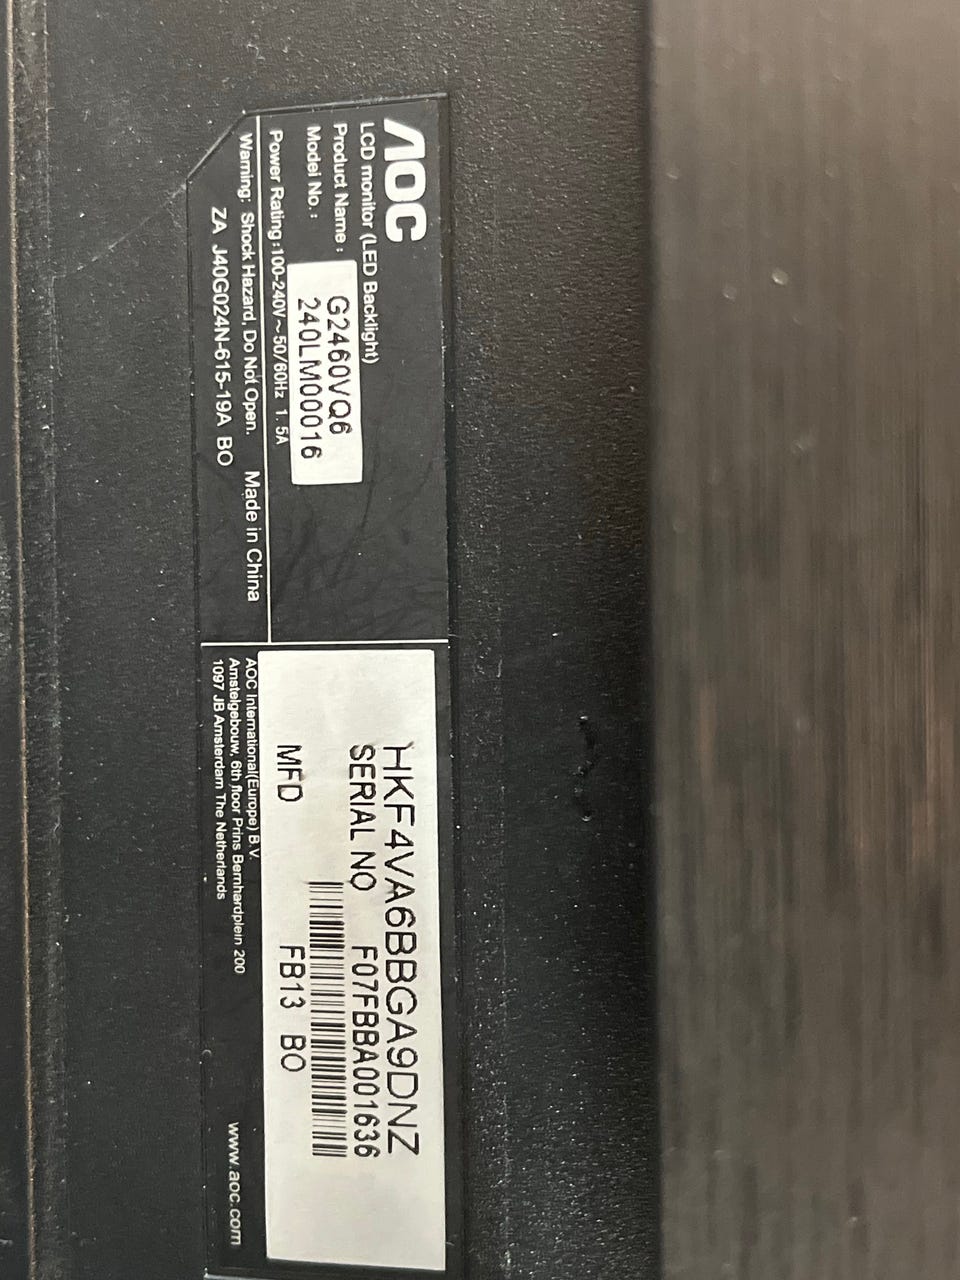 AOC
LCD monitor (LED Backlight)
Product Name : G2460VQ6
Model No. : 240LM00016
Power Rating :100-240V~50/60Hz 1.5A
Warning: Shock Hazard, Do Not Open. Made in China
ZA J40G024N-615-19A BO
HKF4VA6BBGA9DNZ
SERIAL NO F07FBBA001636
MFD FB13 BO
AOC International(Europe) B.V.
Amstelgebouw, 6th floor Prins Bernhardplein 200
1097 JB Amsterdam The Netherlands
www.aoc.com